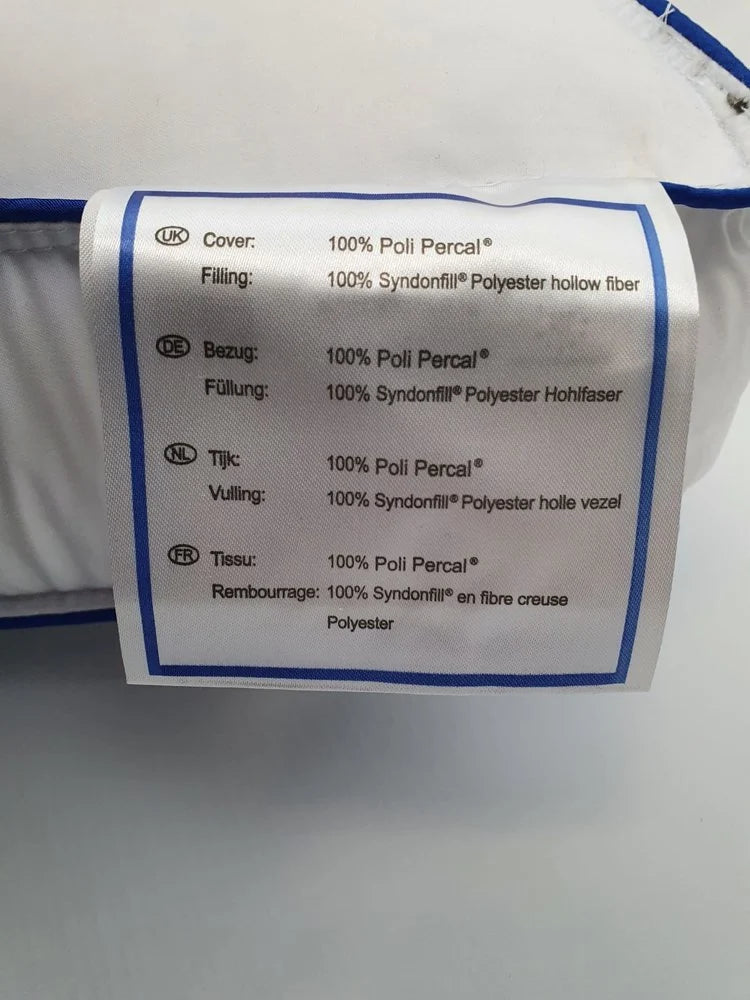 UK Cover: 100% Poli Percal®
Filling: 100% Syndonfill® Polyester hollow fiber
DE Bezug: 100% Poli Percal®
Füllung: 100% Syndonfill® Polyester Hohlfaser
NL Tijk: 100% Poli Percal®
Vulling: 100% Syndonfill® Polyester holle vezel
FR Tissu: 100% Poli Percal®
Rembourrage: 100% Syndonfill® en fibre creuse
Polyester